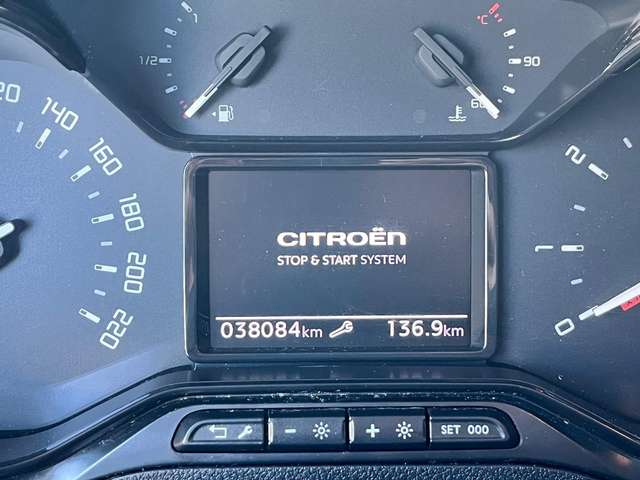 1/2
°C
90
60
120
140
160
180
200
220
2
1
0
CITROËN
STOP & START SYSTEM
038084km 136.9km
SET 000